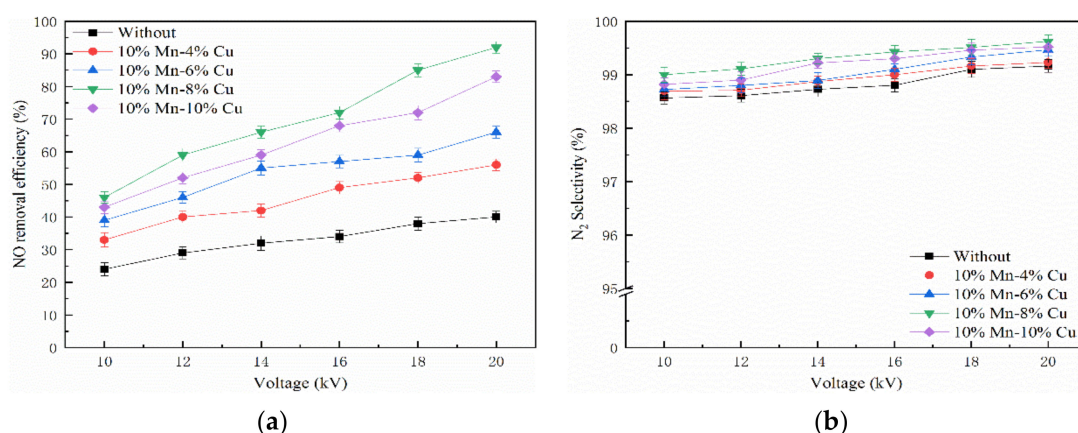 100
90
80
70
60
50
40
30
20
10
0
NO removal efficiency (%)
Without
10% Mn-4% Cu
10% Mn-6% Cu
10% Mn-8% Cu
10% Mn-10% Cu
10 12 14 16 18 20
Voltage (kV)
(a)
100
99
98
97
96
95
0
N₂ Selectivity (%)
Without
10% Mn-4% Cu
10% Mn-6% Cu
10% Mn-8% Cu
10% Mn-10% Cu
10 12 14 16 18 20
Voltage (kV)
(b)